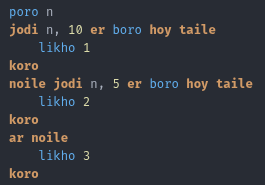 poro n
jodi n, 10 er boro hoy taile
    likho 1
koro
noile jodi n, 5 er boro hoy taile
    likho 2
koro
ar noile
    likho 3
koro